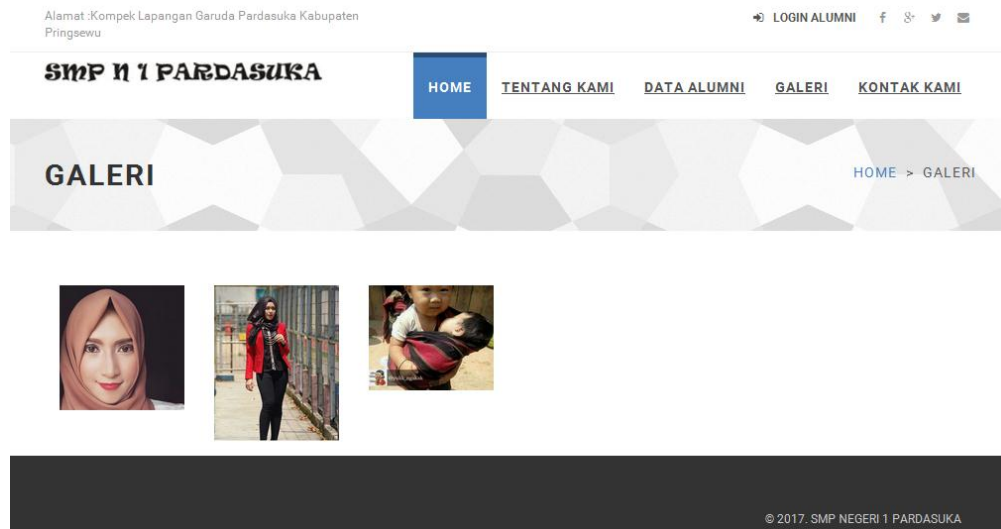 Alamat :Kompek Lapangan Garuda Pardasuka Kabupaten
Pringsewu
LOGIN ALUMNI
SMP N 1 PARDASUKA
HOME
TENTANG KAMI
DATA ALUMNI
GALERI
KONTAK KAMI
GALERI
HOME > GALERI
© 2017. SMP NEGERI 1 PARDASUKA